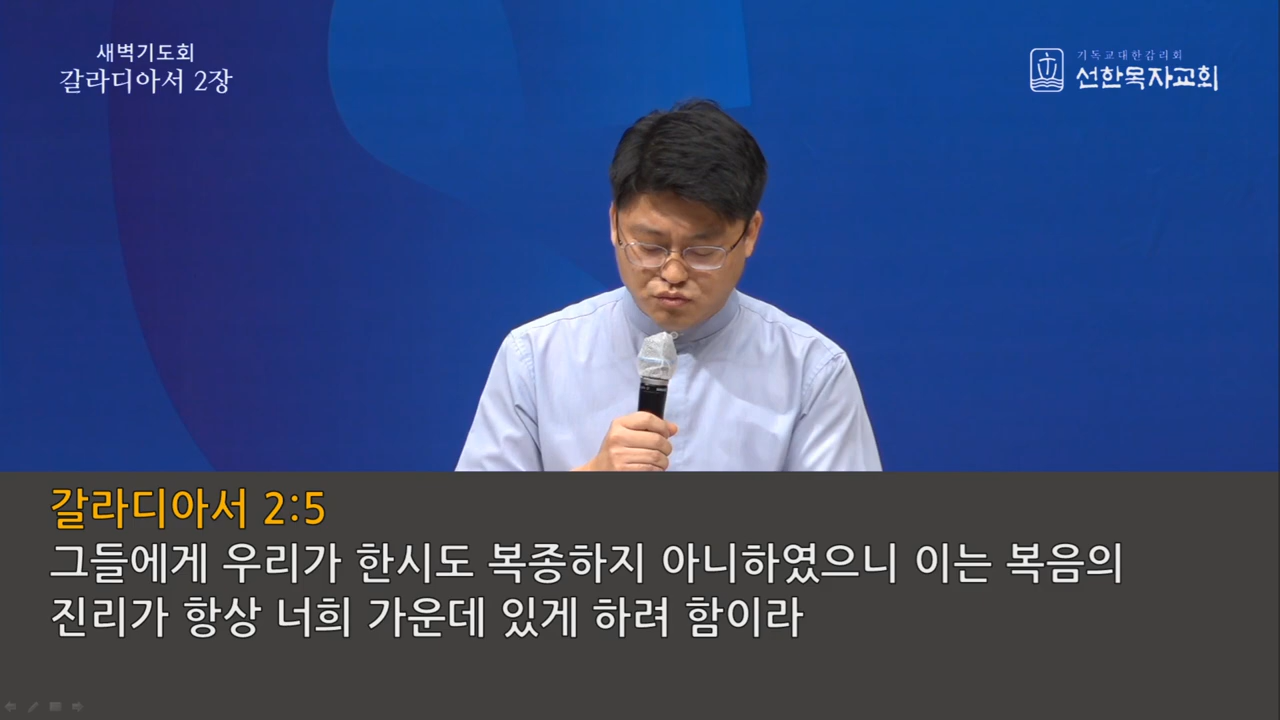 새벽기도회
갈라디아서 2장
기독교대한감리회
선한목자교회
갈라디아서 2:5
그들에게 우리가 한시도 복종하지 아니하였으니 이는 복음의
진리가 항상 너희 가운데 있게 하려 함이라